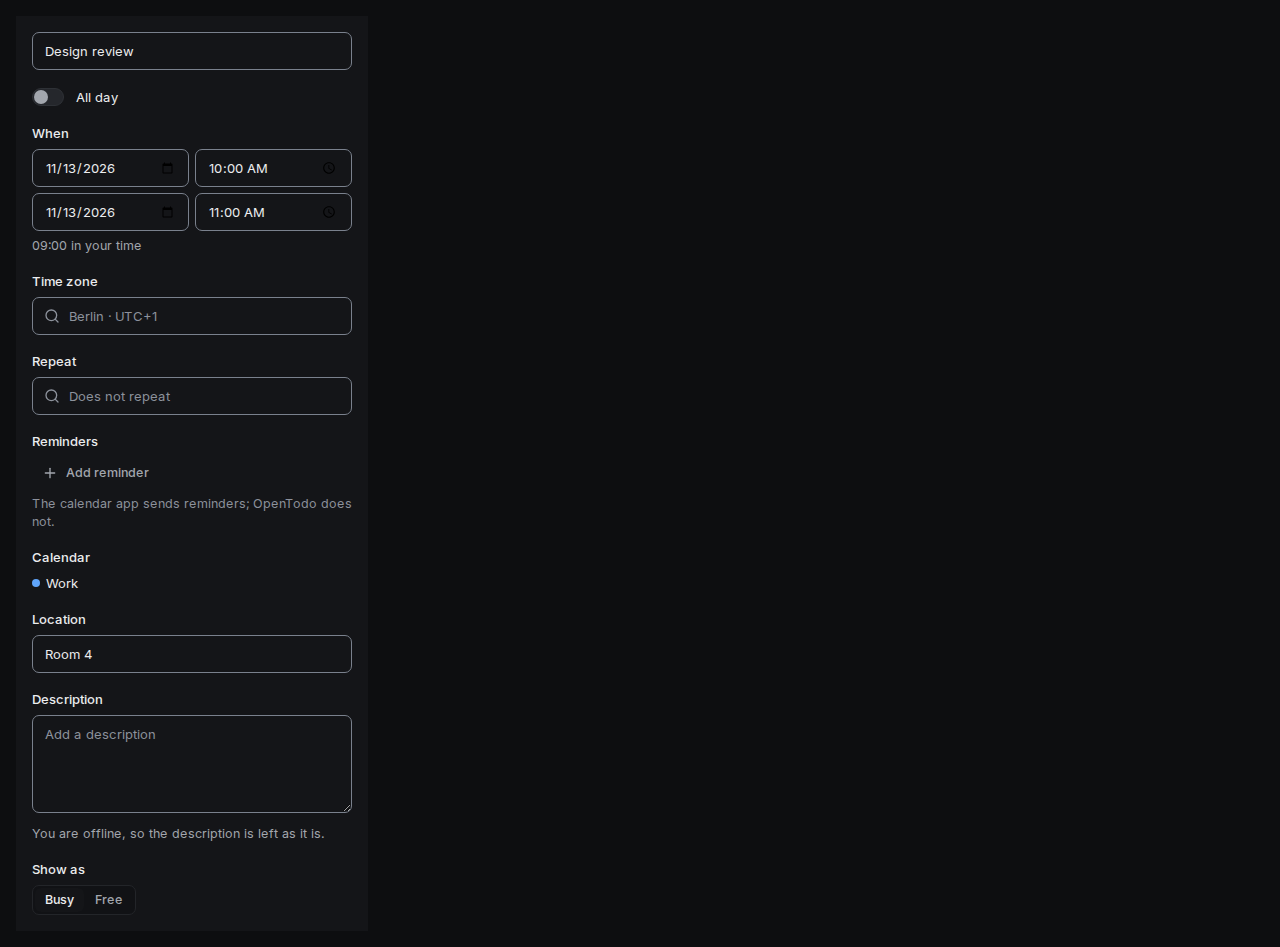 Design review
All day
When
11/13/2026 10:00 AM
11/13/2026 11:00 AM
09:00 in your time
Time zone
Berlin · UTC+1
Repeat
Does not repeat
Reminders
Add reminder
The calendar app sends reminders; OpenTodo does
not.
Calendar
Work
Location
Room 4
Description
Add a description
You are offline, so the description is left as it is.
Show as
Busy Free